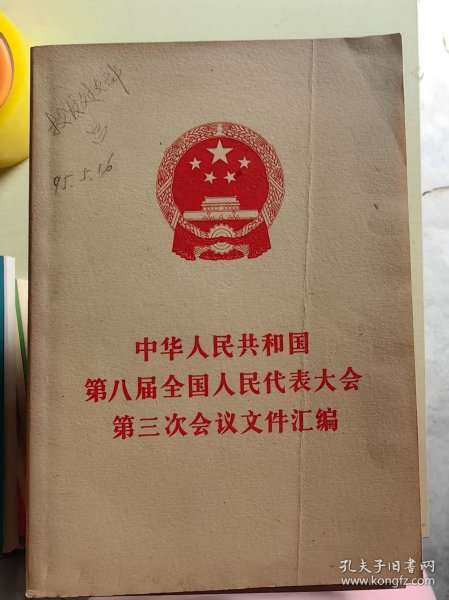 95.5.16
中华人民共和国
第八届全国人民代表大会
第三次会议文件汇编
孔夫子旧书网
www.kongfz.com